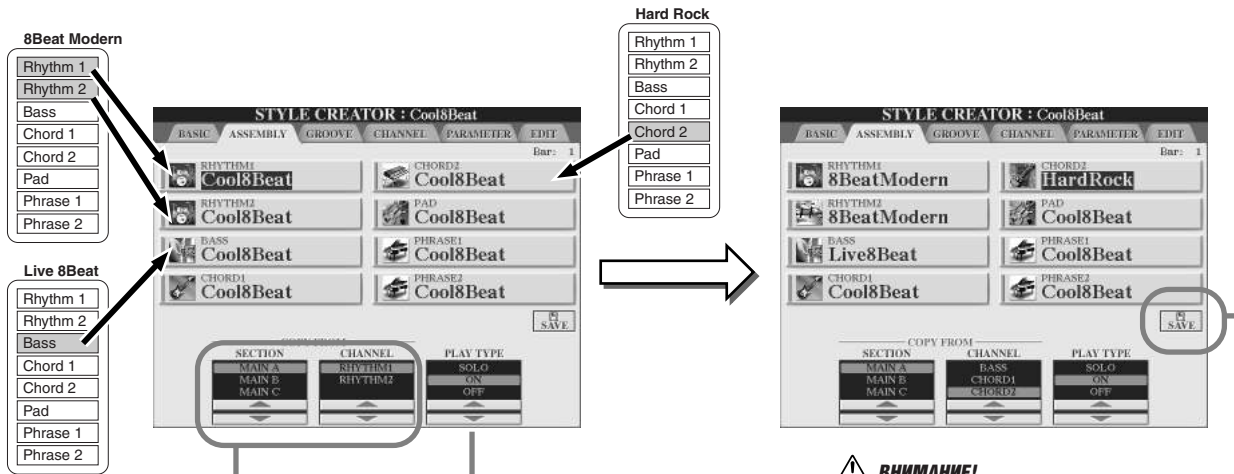 8Beat Modern
Rhythm 1
Rhythm 2
Bass
Chord 1
Chord 2
Pad
Phrase 1
Phrase 2
Live 8Beat
Rhythm 1
Rhythm 2
Bass
Chord 1
Chord 2
Pad
Phrase 1
Phrase 2
STYLE CREATOR : Cool8Beat
BASIC ASSEMBLY GROOVE CHANNEL PARAMETER EDIT
Bar: 1
RHYTHM1
Cool8Beat
CHORD2
Cool8Beat
RHYTHM2
Cool8Beat
PAD
Cool8Beat
BASS
Cool8Beat
PHRASE1
Cool8Beat
CHORD1
Cool8Beat
PHRASE2
Cool8Beat
SAVE
COPY FROM
SECTION CHANNEL PLAY TYPE
MAIN A RHYTHM1 SOLO
MAIN B RHYTHM2 ON
MAIN C OFF
Hard Rock
Rhythm 1
Rhythm 2
Bass
Chord 1
Chord 2
Pad
Phrase 1
Phrase 2
STYLE CREATOR : Cool8Beat
BASIC ASSEMBLY GROOVE CHANNEL PARAMETER EDIT
Bar: 1
RHYTHM1
8BeatModern
CHORD2
HardRock
RHYTHM2
8BeatModern
PAD
Cool8Beat
BASS
Live8Beat
PHRASE1
Cool8Beat
CHORD1
Cool8Beat
PHRASE2
Cool8Beat
SAVE
COPY FROM
SECTION CHANNEL PLAY TYPE
MAIN A BASS SOLO
MAIN B CHORD1 ON
MAIN C CHORD2 OFF
ВНИМАНИЕ!